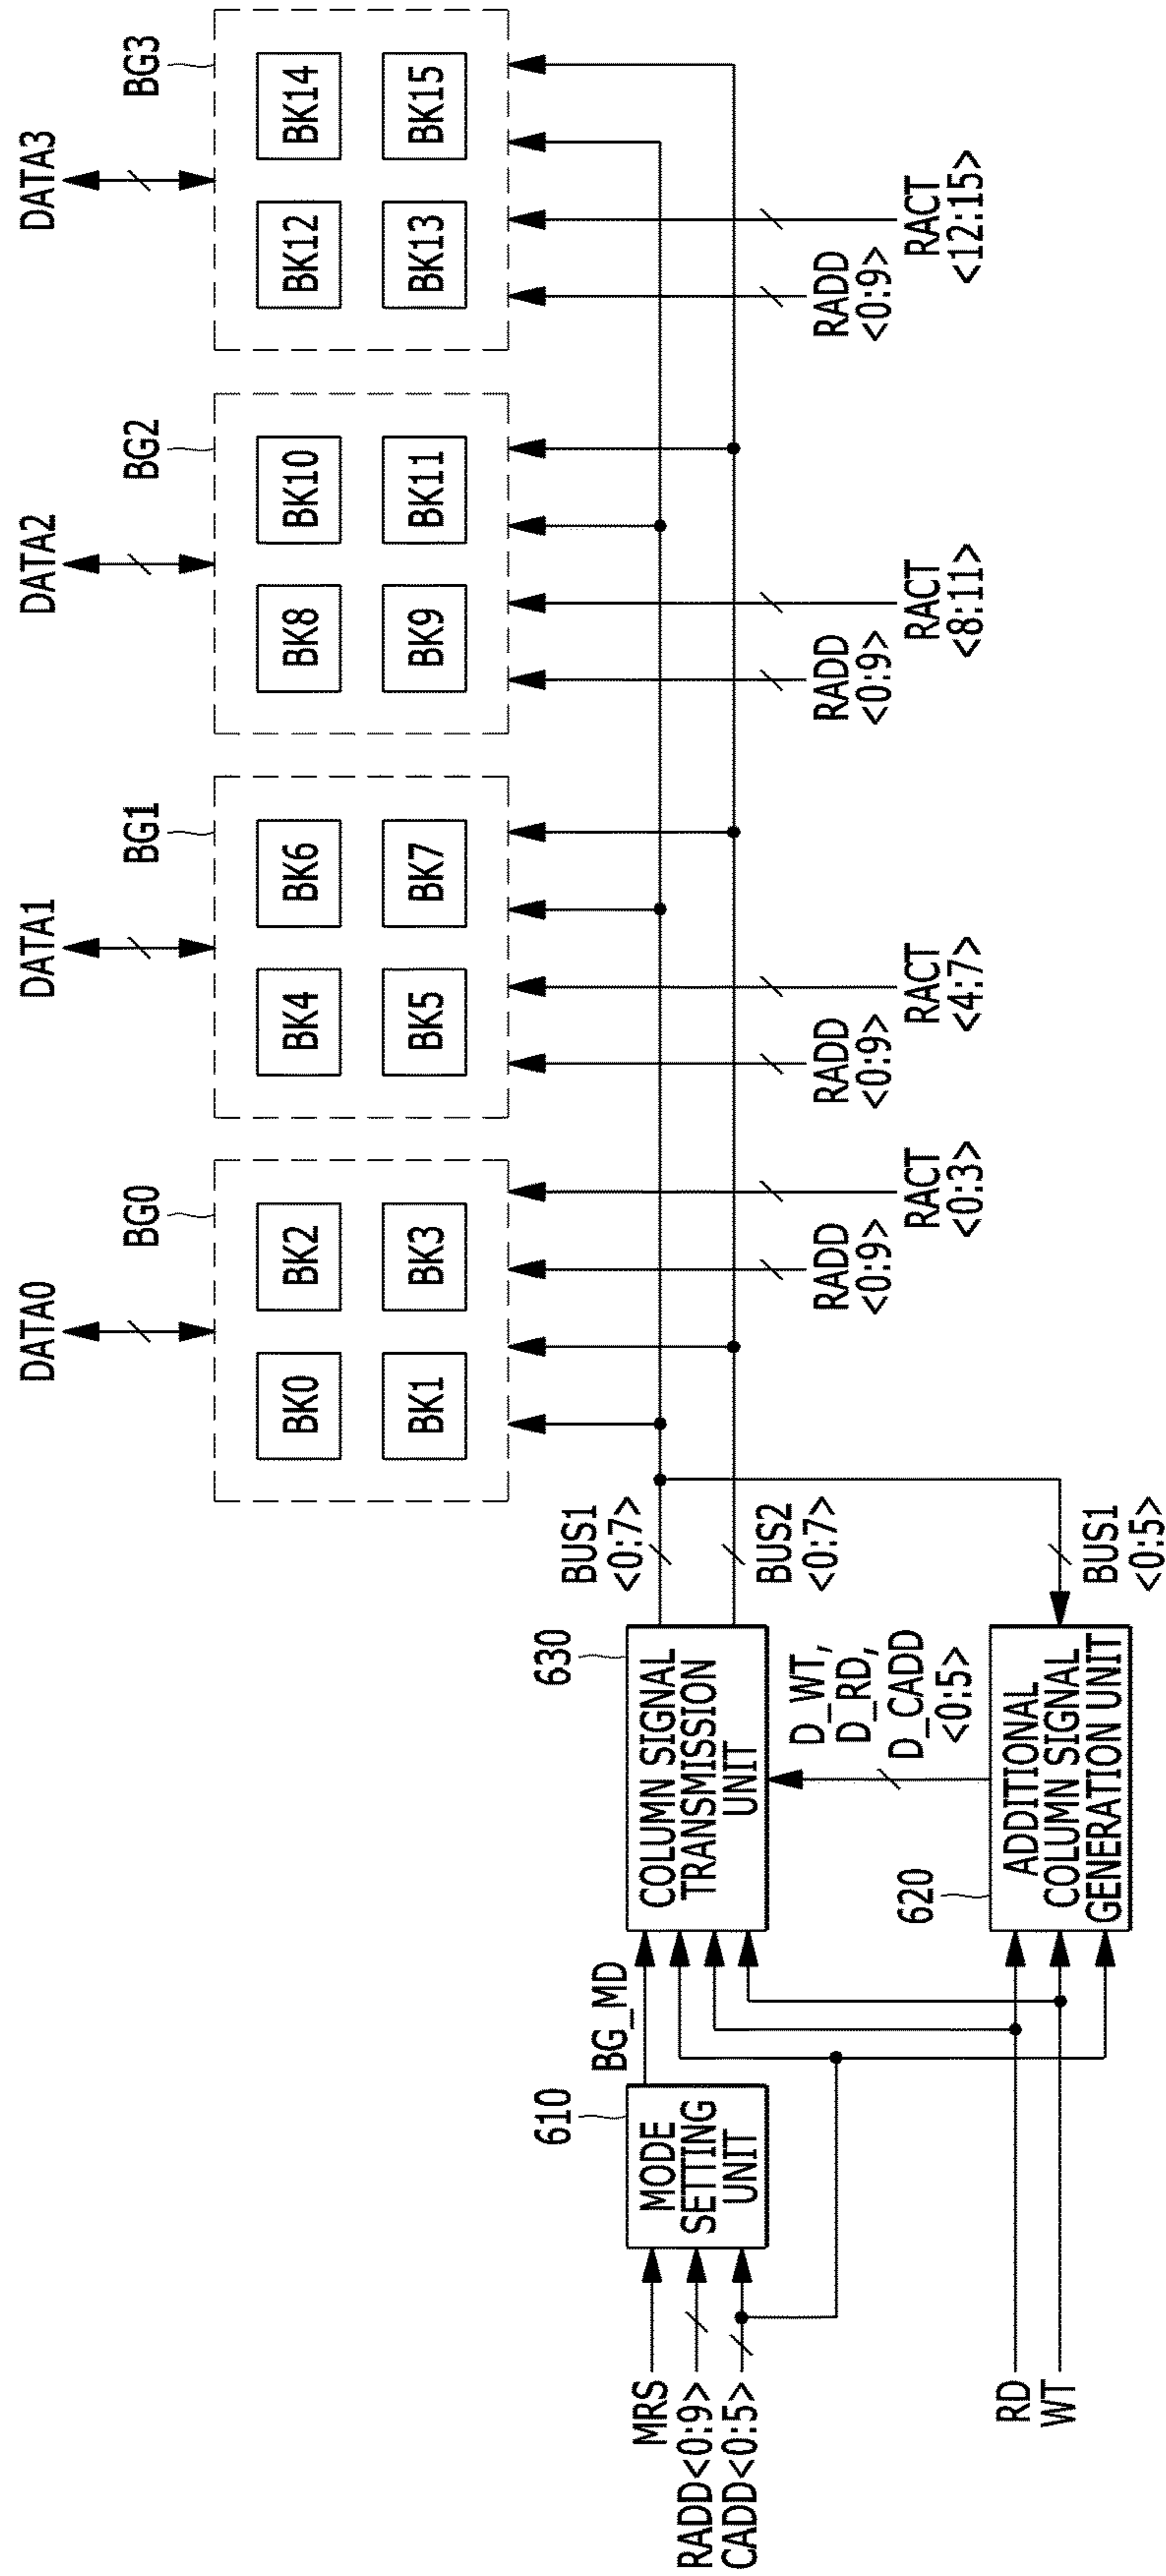 DATA0
DATA1
DATA2
DATA3
BG0
BG1
BG2
BG3
BK0
BK2
BK4
BK6
BK8
BK10
BK12
BK14
BK1
BK3
BK5
BK7
BK9
BK11
BK13
BK15
MRS
RADD<0:9>
CADD<0:5>
610
MODE
SETTING
UNIT
BG_MD
630
COLUMN SIGNAL
TRANSMISSION
UNIT
BUS1
<0:7>
BUS2
<0:7>
RADD
<0:9>
RACT
<0:3>
RADD
<0:9>
RACT
<4:7>
RADD
<0:9>
RACT
<8:11>
RADD
<0:9>
RACT
<12:15>
D_WT,
D_RD,
D_CADD
<0:5>
RD
WT
620
ADDITIONAL
COLUMN SIGNAL
GENERATION UNIT
BUS1
<0:5>